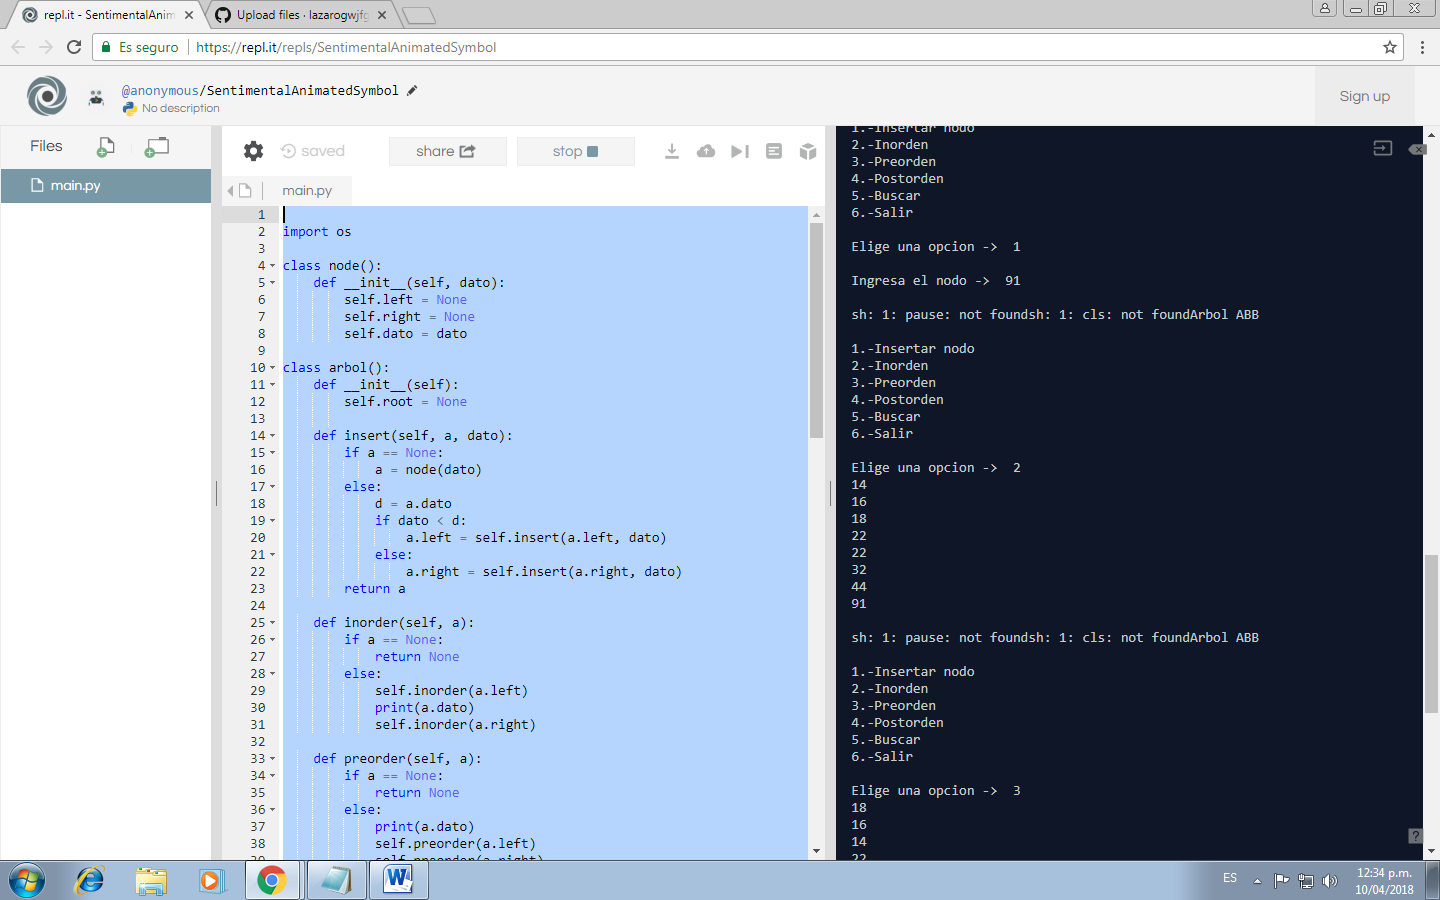 repl.it - SentimentalAnim
Upload files · lazarogwjfg
Es seguro
https://repl.it/repls/SentimentalAnimatedSymbol
@anonymous/SentimentalAnimatedSymbol
No description
Sign up
Files
main.py
saved
share
stop
main.py
1
2 import os
3
4 class node():
5 def __init__(self, dato):
6 self.left = None
7 self.right = None
8 self.dato = dato
9
10 class arbol():
11 def __init__(self):
12 self.root = None
13
14 def insert(self, a, dato):
15 if a == None:
16 a = node(dato)
17 else:
18 d = a.dato
19 if dato < d:
20 a.left = self.insert(a.left, dato)
21 else:
22 a.right = self.insert(a.right, dato)
23 return a
24
25 def inorder(self, a):
26 if a == None:
27 return None
28 else:
29 self.inorder(a.left)
30 print(a.dato)
31 self.inorder(a.right)
32
33 def preorder(self, a):
34 if a == None:
35 return None
36 else:
37 print(a.dato)
38 self.preorder(a.left)
39 self.preorder(a.right)
1.-Insertar nodo
2.-Inorden
3.-Preorden
4.-Postorden
5.-Buscar
6.-Salir
Elige una opcion -> 1
Ingresa el nodo -> 91
sh: 1: pause: not foundsh: 1: cls: not foundArbol ABB
1.-Insertar nodo
2.-Inorden
3.-Preorden
4.-Postorden
5.-Buscar
6.-Salir
Elige una opcion -> 2
14
16
18
22
22
32
44
91
sh: 1: pause: not foundsh: 1: cls: not foundArbol ABB
1.-Insertar nodo
2.-Inorden
3.-Preorden
4.-Postorden
5.-Buscar
6.-Salir
Elige una opcion -> 3
18
16
14
22
?
ES
12:34 p.m.
10/04/2018